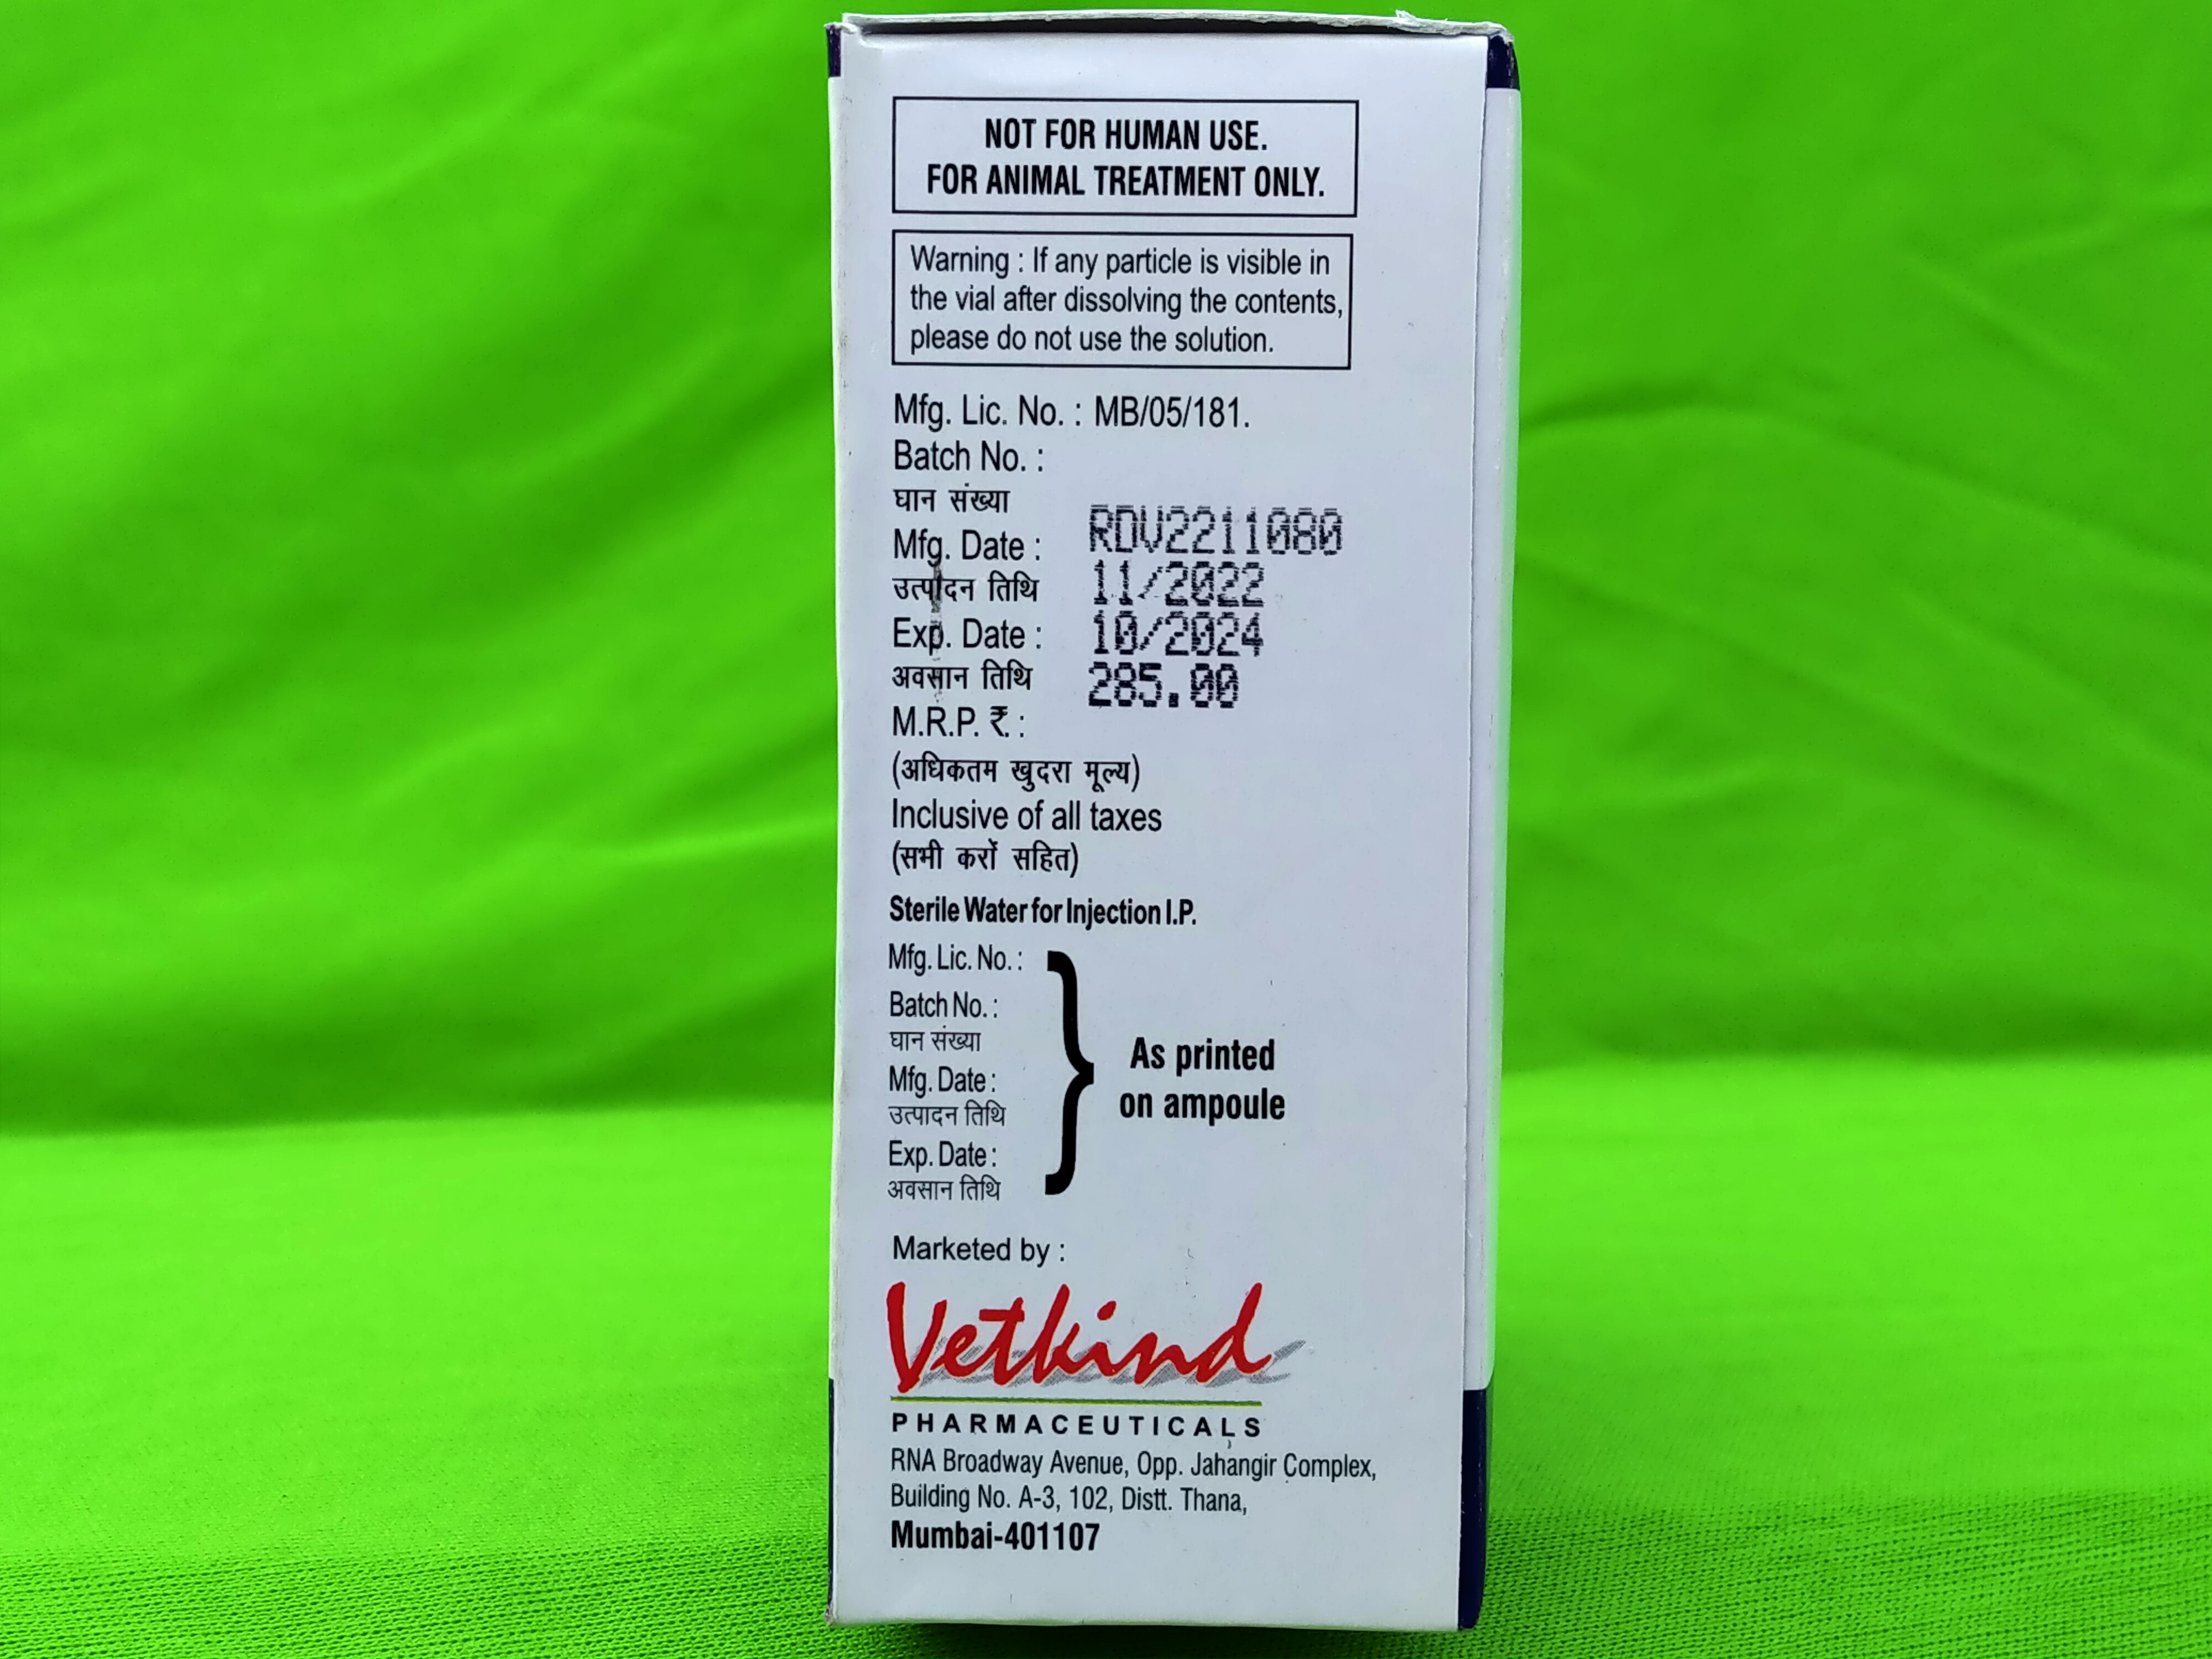 NOT FOR HUMAN USE.
FOR ANIMAL TREATMENT ONLY.
Warning : If any particle is visible in
the vial after dissolving the contents,
please do not use the solution.
Mfg. Lic. No. : MB/05/181.
Batch No. :
घान संख्या
RDV2211080
Mfg. Date :
उत्पादन तिथि
11/2022
Exp. Date :
10/2024
अवसान तिथि
285.00
M.R.P. ₹. :
(अधिकतम खुदरा मूल्य)
Inclusive of all taxes
(सभी करों सहित)
Sterile Water for Injection I.P.
Mfg. Lic. No. :
Batch No. :
घान संख्या
Mfg. Date :
उत्पादन तिथि
Exp. Date :
अवसान तिथि
As printed
on ampoule
Marketed by :
Vetkind
PHARMACEUTICALS
RNA Broadway Avenue, Opp. Jahangir Complex,
Building No. A-3, 102, Distt. Thana,
Mumbai-401107